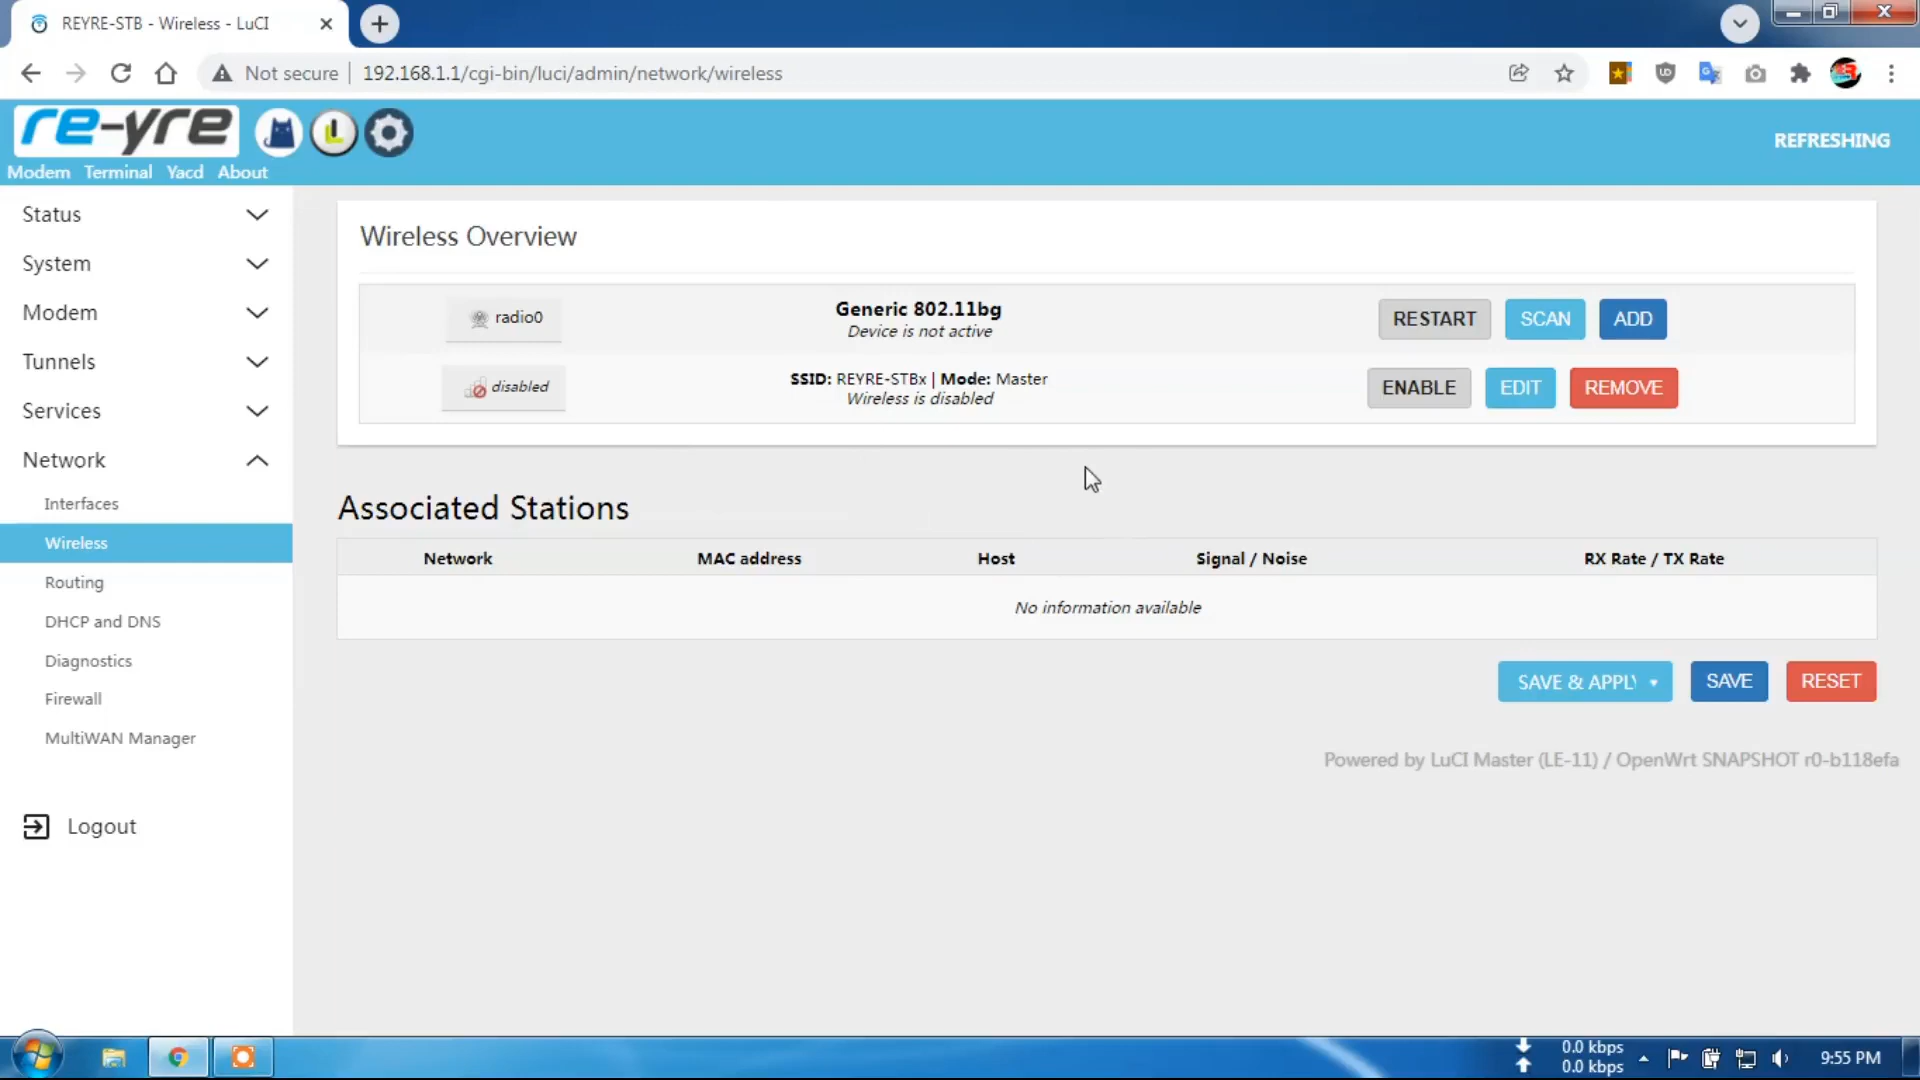 REYRE-STB - Wireless - LuCI
Not secure
192.168.1.1/cgi-bin/luci/admin/network/wireless
re-yre
REFRESHING
Modem Terminal Yacd About
Status
System
Modem
Tunnels
Services
Network
Interfaces
Wireless
Routing
DHCP and DNS
Diagnostics
Firewall
MultiWAN Manager
Logout
Wireless Overview
radio0
Generic 802.11bg
Device is not active
RESTART SCAN ADD
disabled
SSID: REYRE-STBx | Mode: Master
Wireless is disabled
ENABLE EDIT REMOVE
Associated Stations
Network MAC address Host Signal / Noise RX Rate / TX Rate
No information available
SAVE & APPLY SAVE RESET
Powered by LuCI Master (LE-11) / OpenWrt SNAPSHOT r0-b118efa
0.0 kbps
0.0 kbps
9:55 PM